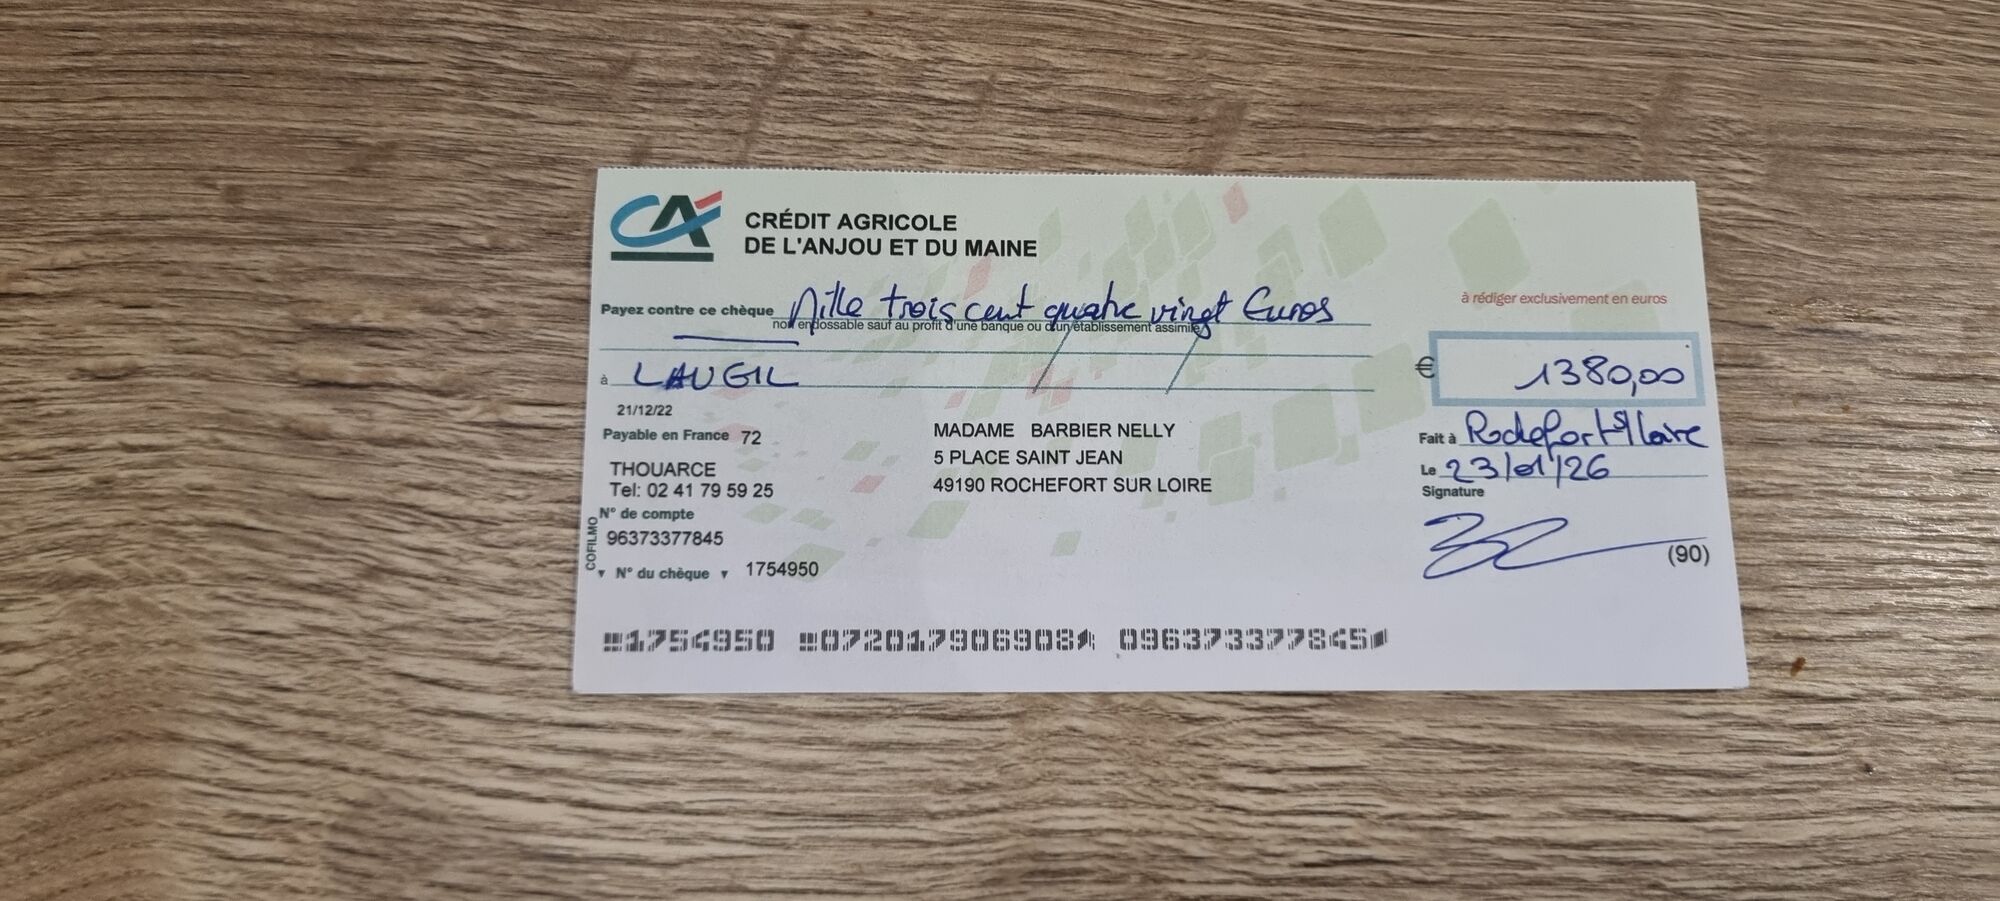 CA
CRÉDIT AGRICOLE
DE L'ANJOU ET DU MAINE
à rédiger exclusivement en euros
Payez contre ce chèque Mille trois cent quatre vingt Euros
non endossable sauf au profit d'une banque ou d'un établissement assimilé
€ 1380,00
à LAUGIL
21/12/22
Payable en France 72
THOUARCE
Tel: 02 41 79 59 25
N° de compte
96373377845
N° du chèque 1754950
COFILMO
MADAME BARBIER NELLY
5 PLACE SAINT JEAN
49190 ROCHEFORT SUR LOIRE
Fait à Rochefort s/ Loire
Le 23/01/26
Signature
(90)
1754950 072017906908 096373377845